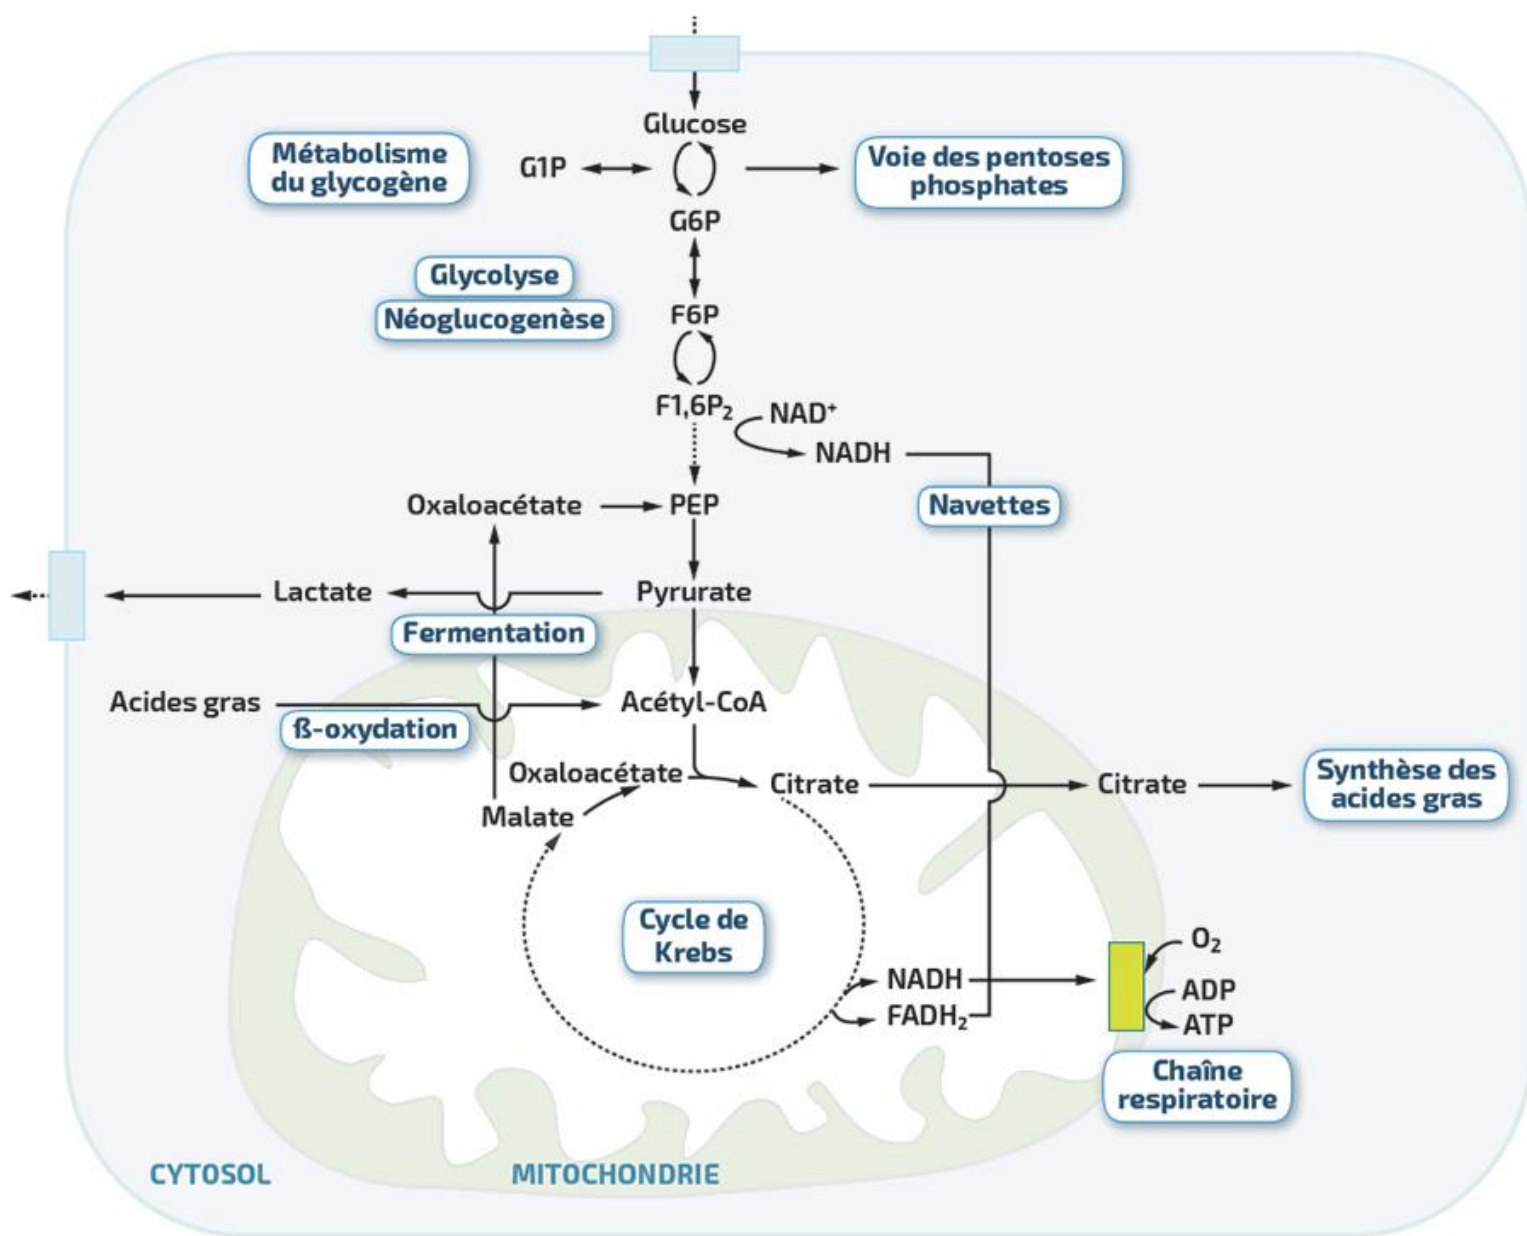 Glucose
Métabolisme
du glycogène
G1P
Voie des pentoses
phosphates
G6P
Glycolyse
Néoglucogenèse
F6P
F1,6P₂
NAD⁺
NADH
Oxaloacétate
PEP
Navettes
Lactate
Pyrurate
Fermentation
Acides gras
Acétyl-CoA
ß-oxydation
Oxaloacétate
Citrate
Citrate
Synthèse des
acides gras
Malate
Cycle de
Krebs
O₂
NADH
ADP
FADH₂
ATP
Chaîne
respiratoire
CYTOSOL
MITOCHONDRIE